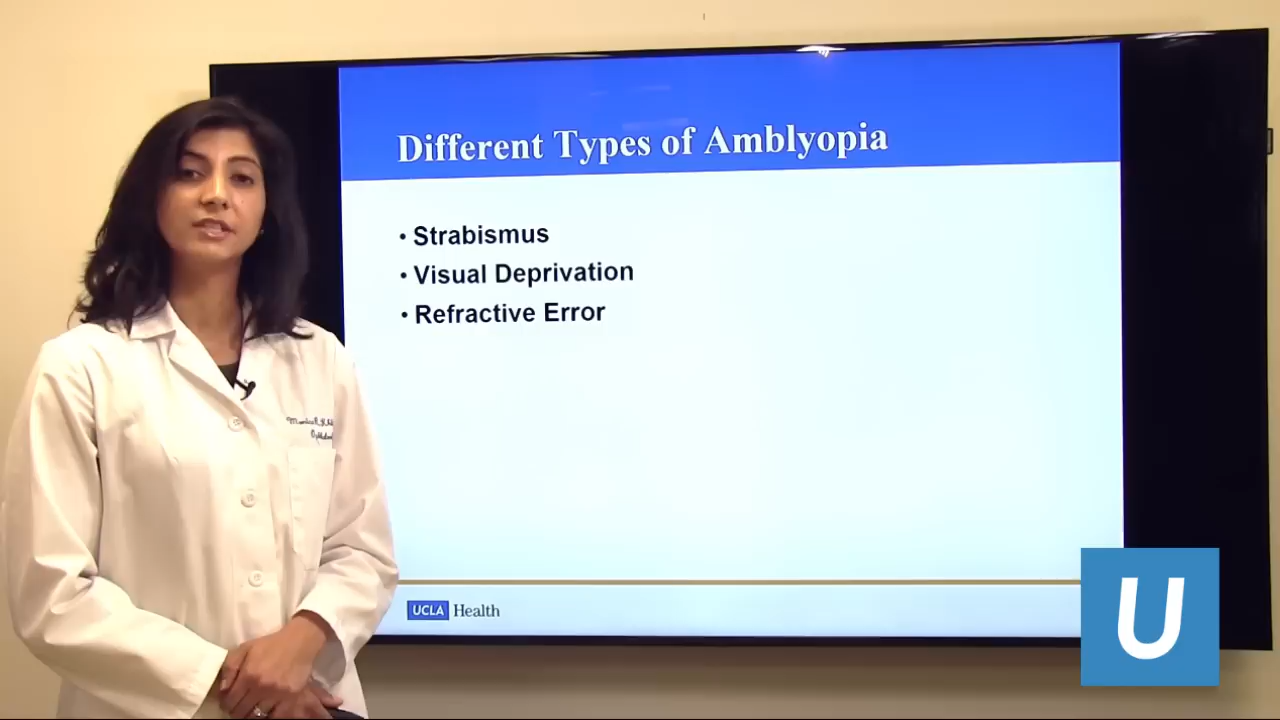 Different Types of Amblyopia
• Strabismus
• Visual Deprivation
• Refractive Error
UCLA Health
U